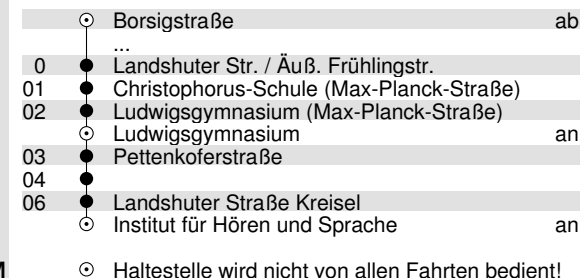 Borsigstraße ab
...
0 Landshuter Str. / Äuß. Frühlingstr.
01 Christophorus-Schule (Max-Planck-Straße)
02 Ludwigsgymnasium (Max-Planck-Straße)
Ludwigsgymnasium an
03 Pettenkoferstraße
04
06 Landshuter Straße Kreisel
Institut für Hören und Sprache an
Haltestelle wird nicht von allen Fahrten bedient!